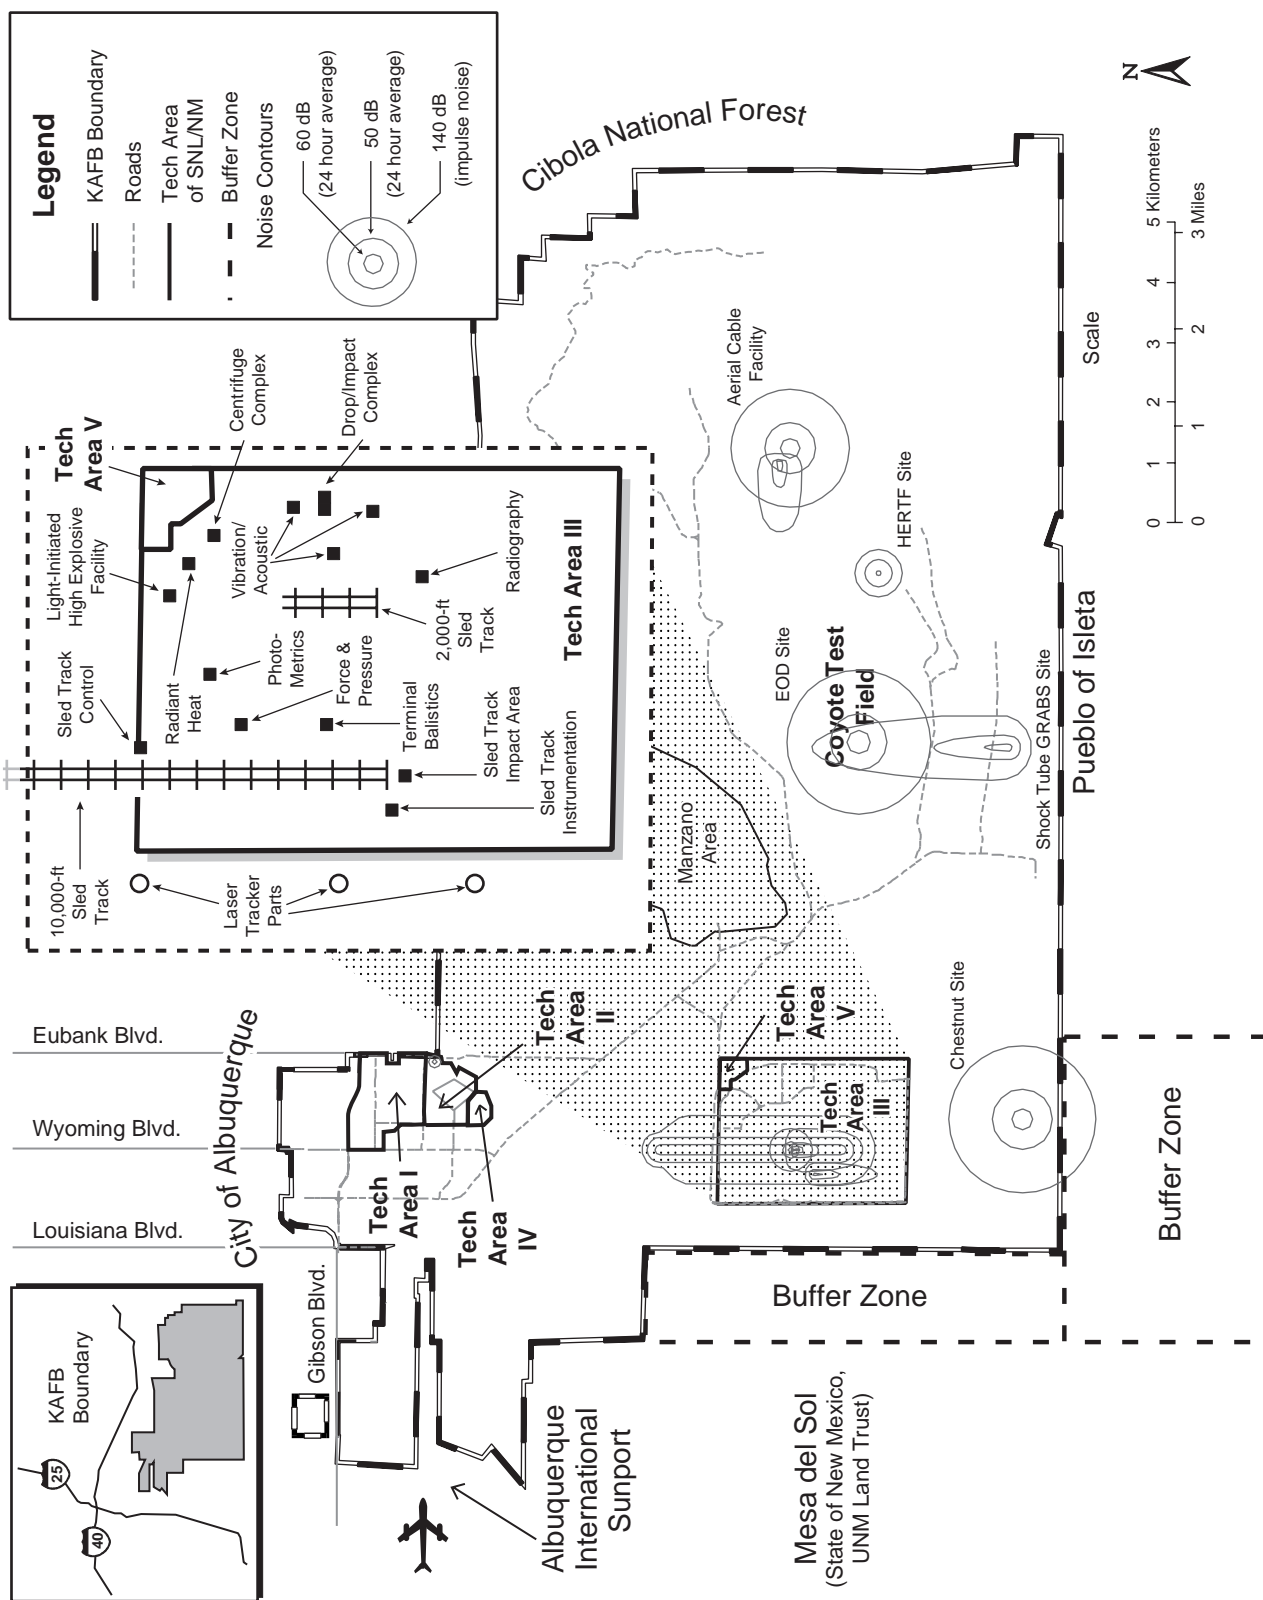 KAFB
Boundary
25
40
Louisiana Blvd.
Wyoming Blvd.
Eubank Blvd.
Gibson Blvd.
City of Albuquerque
Tech
Area I
Tech
Area
IV
Tech
Area
II
Albuquerque
International
Sunport
Mesa del Sol
(State of New Mexico,
UNM Land Trust)
Buffer Zone
Buffer Zone
Tech
Area
III
Tech
Area
V
Chestnut Site
Manzano
Area
EOD Site
Coyote Test
Field
Shock Tube GRABS Site
HERTF Site
Aerial Cable
Facility
Pueblo of Isleta
Cibola National Forest
10,000-ft
Sled
Track
Laser
Tracker
Parts
Sled Track
Control
Light-Initiated
High Explosive
Facility
Tech
Area V
Radiant
Heat
Centrifuge
Complex
Photo-
Metrics
Vibration/
Acoustic
Drop/Impact
Complex
Force &
Pressure
Terminal
Balistics
2,000-ft
Sled
Track
Radiography
Sled Track
Impact Area
Sled Track
Instrumentation
Tech Area III
Legend
KAFB Boundary
Roads
Tech Area
of SNL/NM
Buffer Zone
Noise Contours
60 dB
(24 hour average)
50 dB
(24 hour average)
140 dB
(impulse noise)
N
Scale
0 1 2 3 4 5 Kilometers
0 1 2 3 Miles